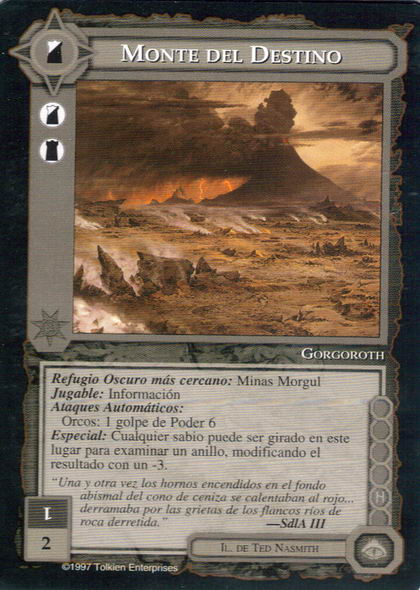 Monte del Destino
Gorgoroth
Refugio Oscuro más cercano: Minas Morgul
Jugable: Información
Ataques Automáticos:
Orcos: 1 golpe de Poder 6
Especial: Cualquier sabio puede ser girado en este
lugar para examinar un anillo, modificando el
resultado con un -3.
“Una y otra vez los hornos encendidos en el fondo
abismal del cono de ceniza se calentaban al rojo...
derramaba por las grietas de los flancos ríos de
roca derretida.” —SdlA III
1
2
H
Il. de Ted Nasmith
©1997 Tolkien Enterprises